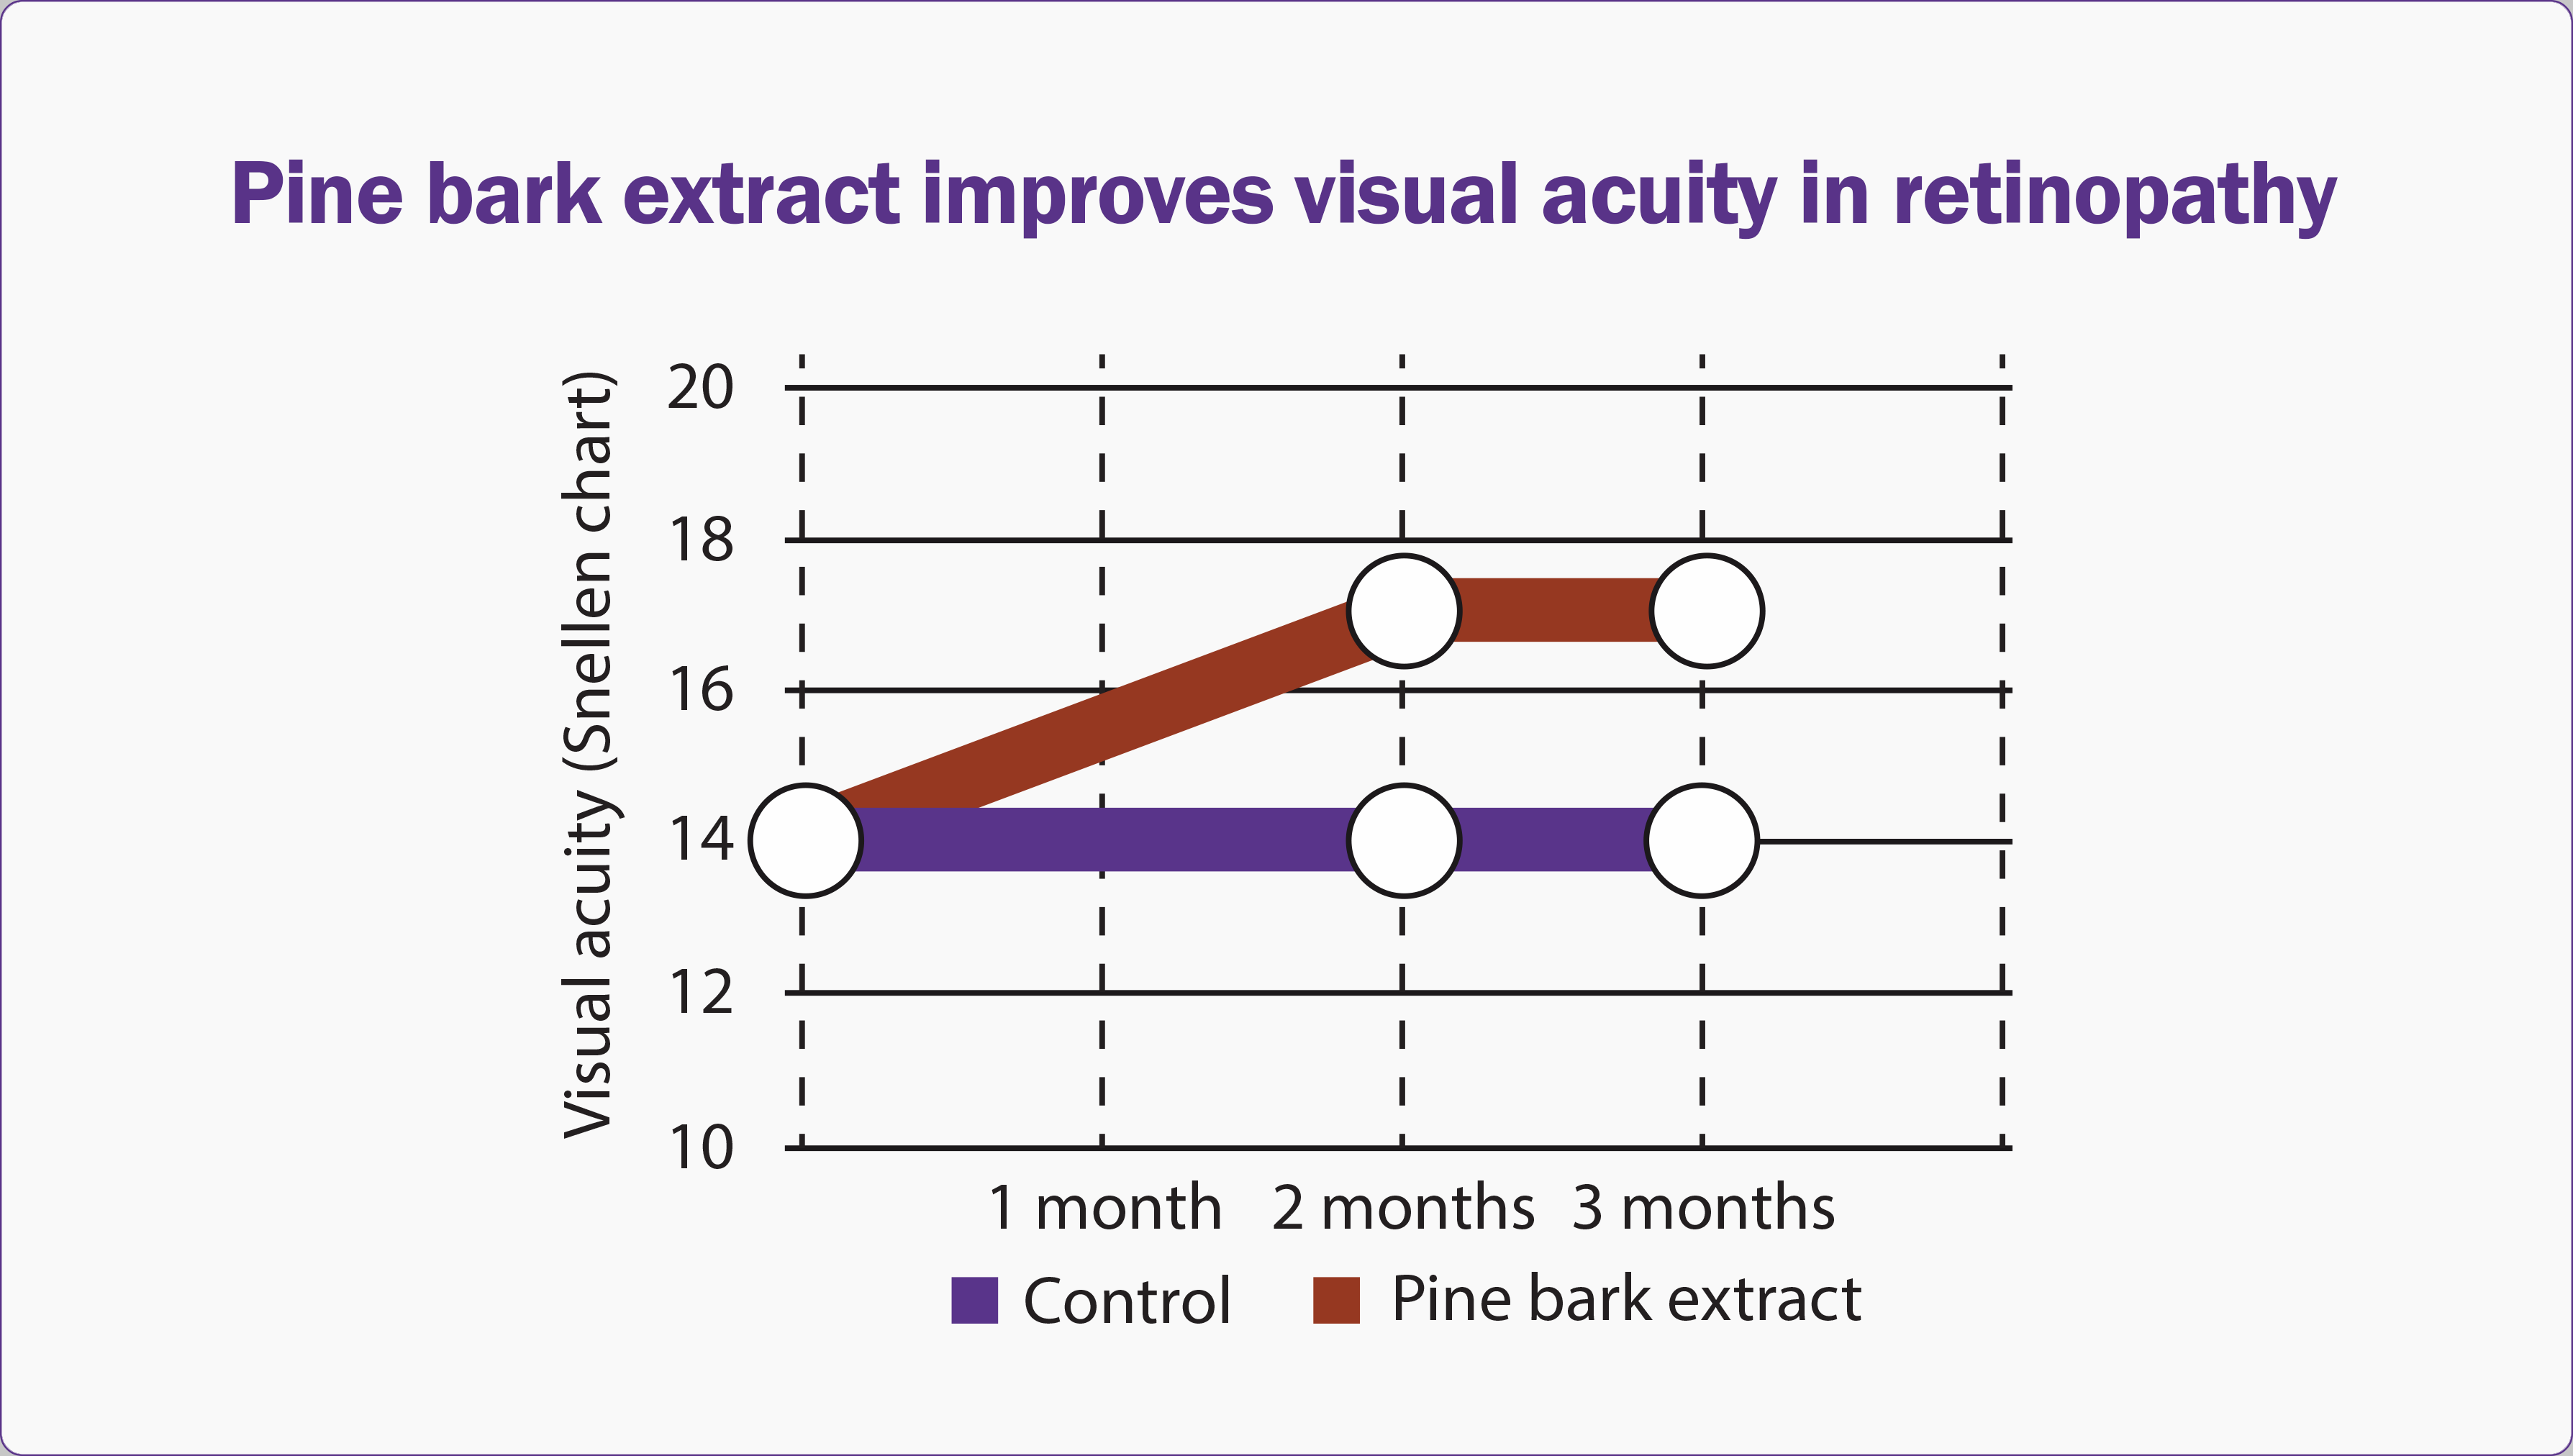 Pine bark extract improves visual acuity in retinopathy
Visual acuity (Snellen chart)
20
18
16
14
12
10
1 month 2 months 3 months
Control Pine bark extract